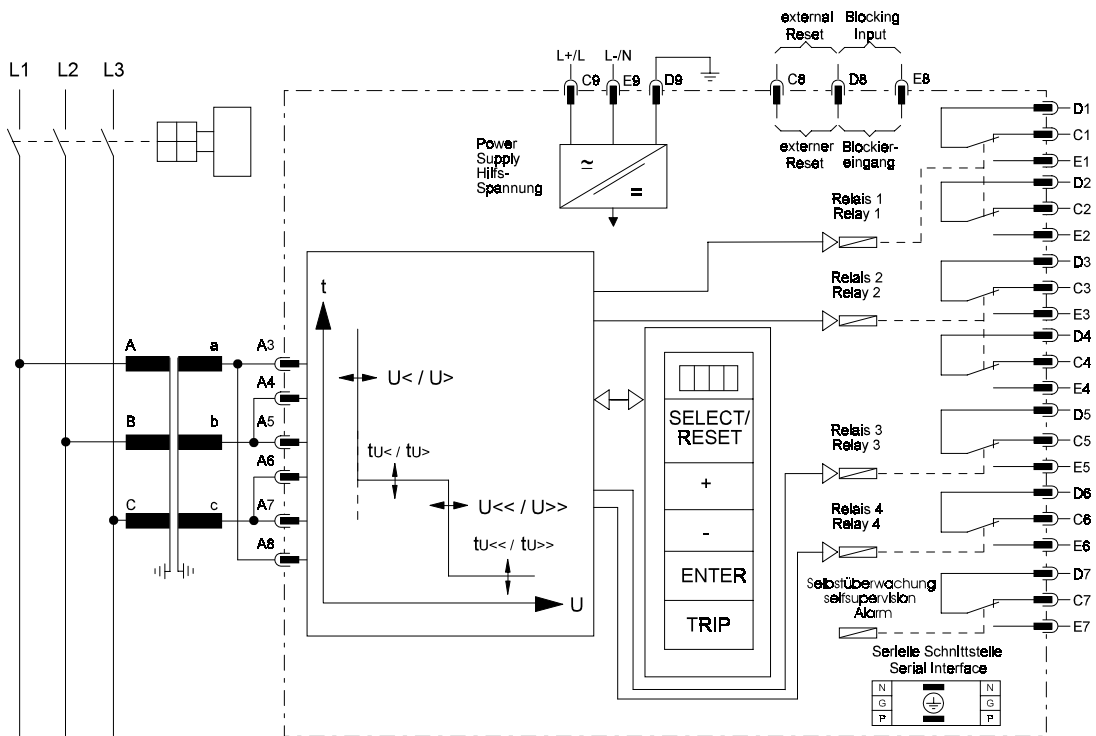 external Reset
Blocking Input
L+/L
L-/N
L1
L2
L3
C9
E9
D9
C8
D8
E8
Power
Supply
Hilfs-
Spannung
≃
=
externer
Reset
Blockier-
eingang
D1
C1
E1
D2
C2
E2
D3
C3
E3
D4
C4
E4
D5
C5
E5
D6
C6
E6
D7
C7
E7
Relais 1
Relay 1
Relais 2
Relay 2
Relais 3
Relay 3
Relais 4
Relay 4
Selbstüberwachung
selfsupervision
Alarm
Serielle Schnittstelle
Serial Interface
N
G
P
N
G
P
A
a
B
b
C
c
A3
A4
A5
A6
A7
A8
t
U< / U>
tU< / tU>
U<< / U>>
tU<< / tU>>
U
SELECT/
RESET
+
-
ENTER
TRIP